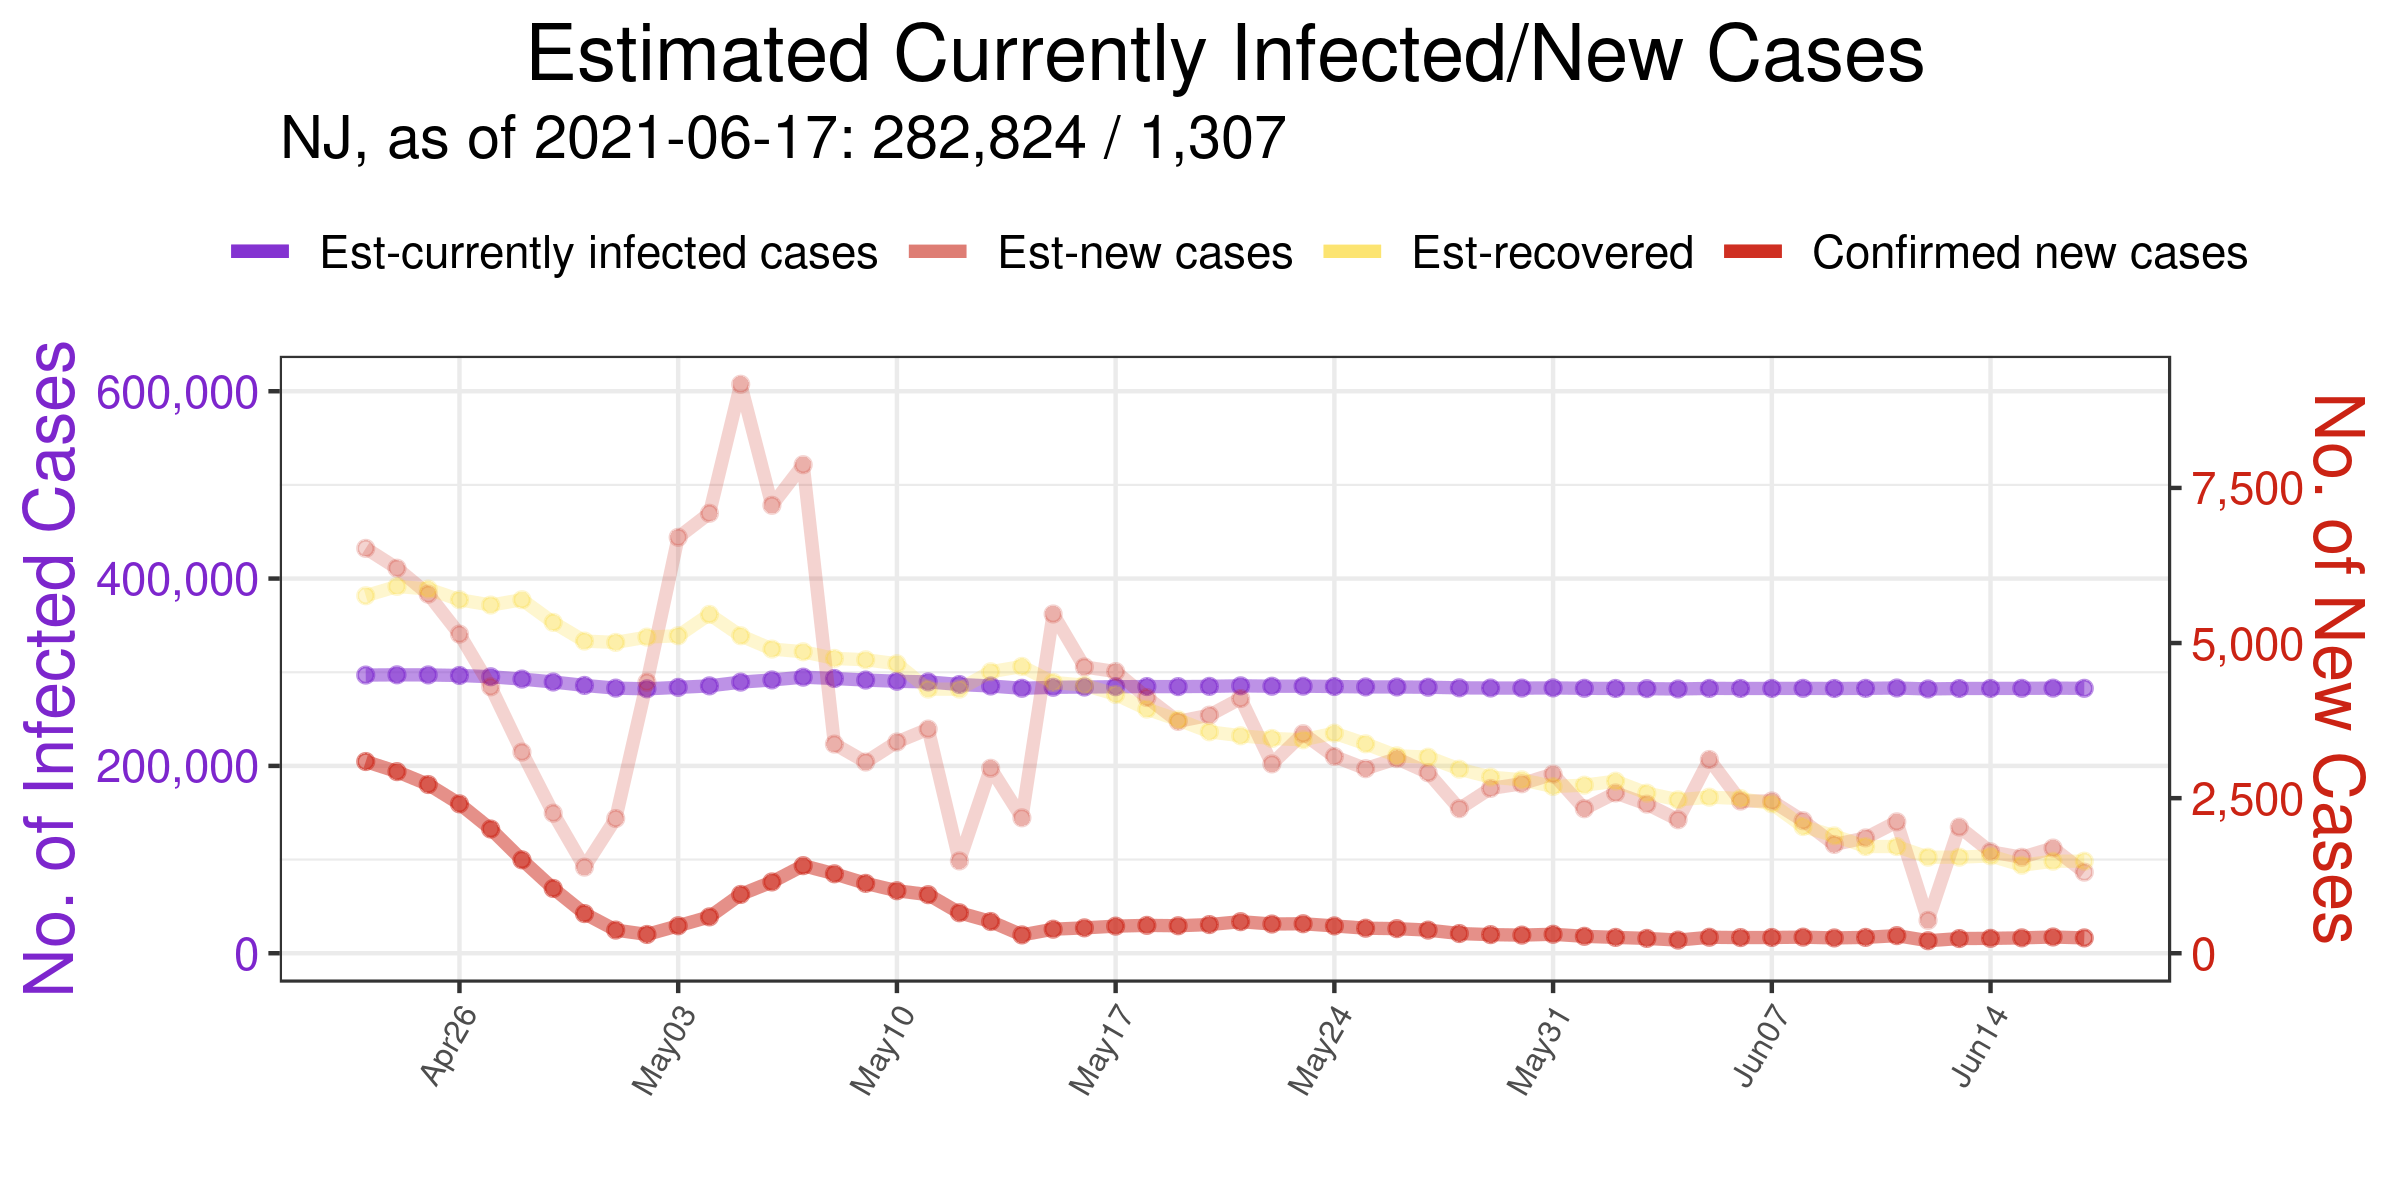 Estimated Currently Infected/New Cases
NJ, as of 2021-06-17: 282,824 / 1,307
Est-currently infected cases Est-new cases Est-recovered Confirmed new cases
No. of Infected Cases
600,000
400,000
200,000
0
7,500
5,000
2,500
0
No. of New Cases
Apr26 May03 May10 May17 May24 May31 Jun07 Jun14